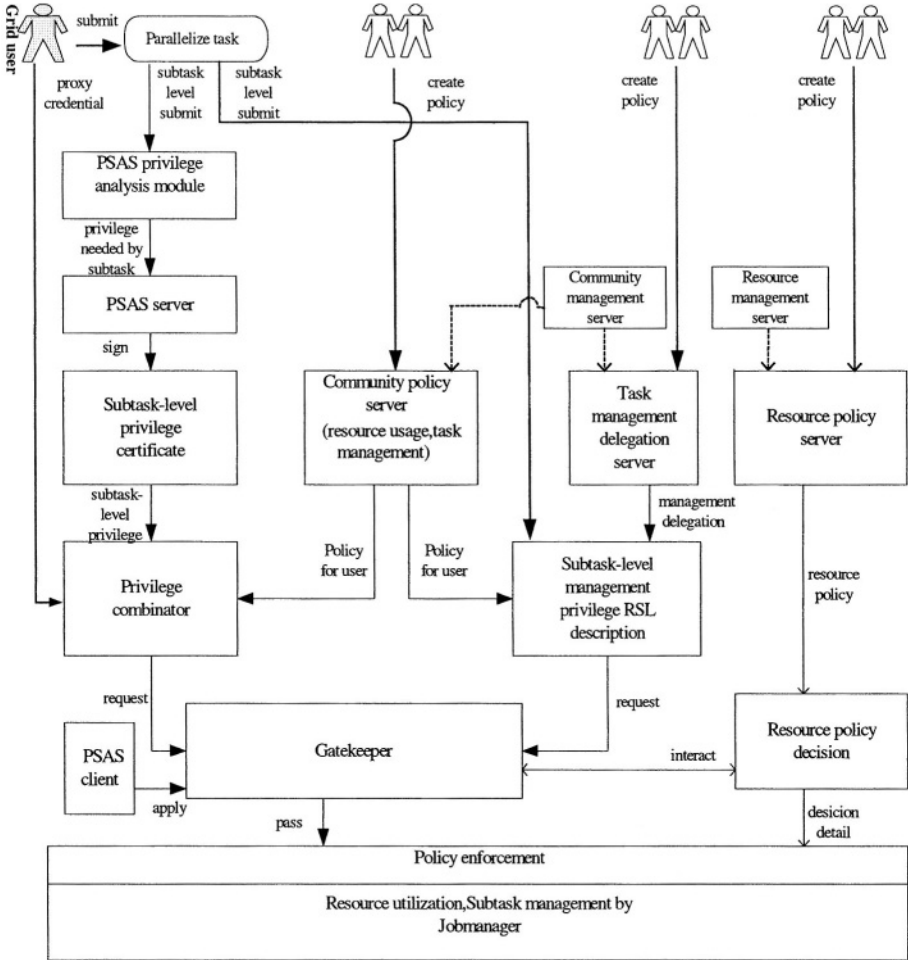 Grid user
submit
Parallelize task
proxy
credential
subtask
level
submit
subtask
level
submit
create
policy
create
policy
create
policy
PSAS privilege
analysis module
privilege
needed by
subtask
PSAS server
Community
management
server
Resource
management
server
sign
Subtask-level
privilege
certificate
Community policy
server
(resource usage,task
management)
Task
management
delegation
server
Resource policy
server
subtask-
level
privilege
management
delegation
Policy
for user
Policy
for user
Privilege
combinator
Subtask-level
management
privilege RSL
description
resource
policy
request
request
PSAS
client
Gatekeeper
interact
Resource policy
decision
apply
pass
desicion
detail
Policy enforcement
Resource utilization,Subtask management by
Jobmanager